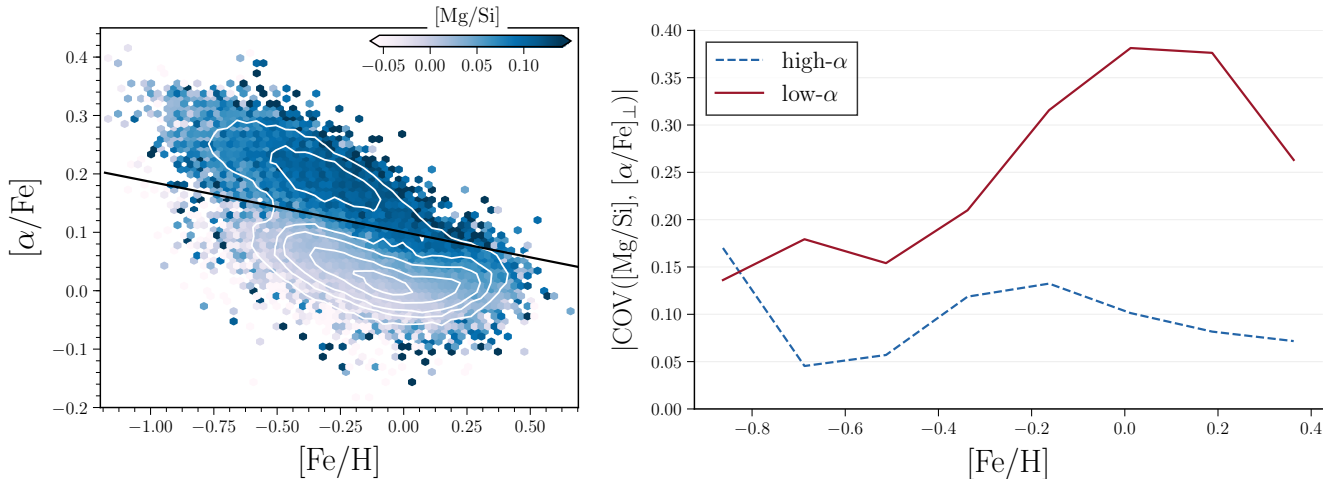 [Mg/Si]
−0.05 0.00 0.05 0.10
0.4
0.3
0.2
0.1
0.0
−0.1
−0.2
[α/Fe]
−1.00 −0.75 −0.50 −0.25 0.00 0.25 0.50
[Fe/H]
high-α
low-α
0.40
0.35
0.30
0.25
0.20
0.15
0.10
0.05
0.00
|COV([Mg/Si], [α/Fe]⊥)|
−0.8 −0.6 −0.4 −0.2 0.0 0.2 0.4
[Fe/H]